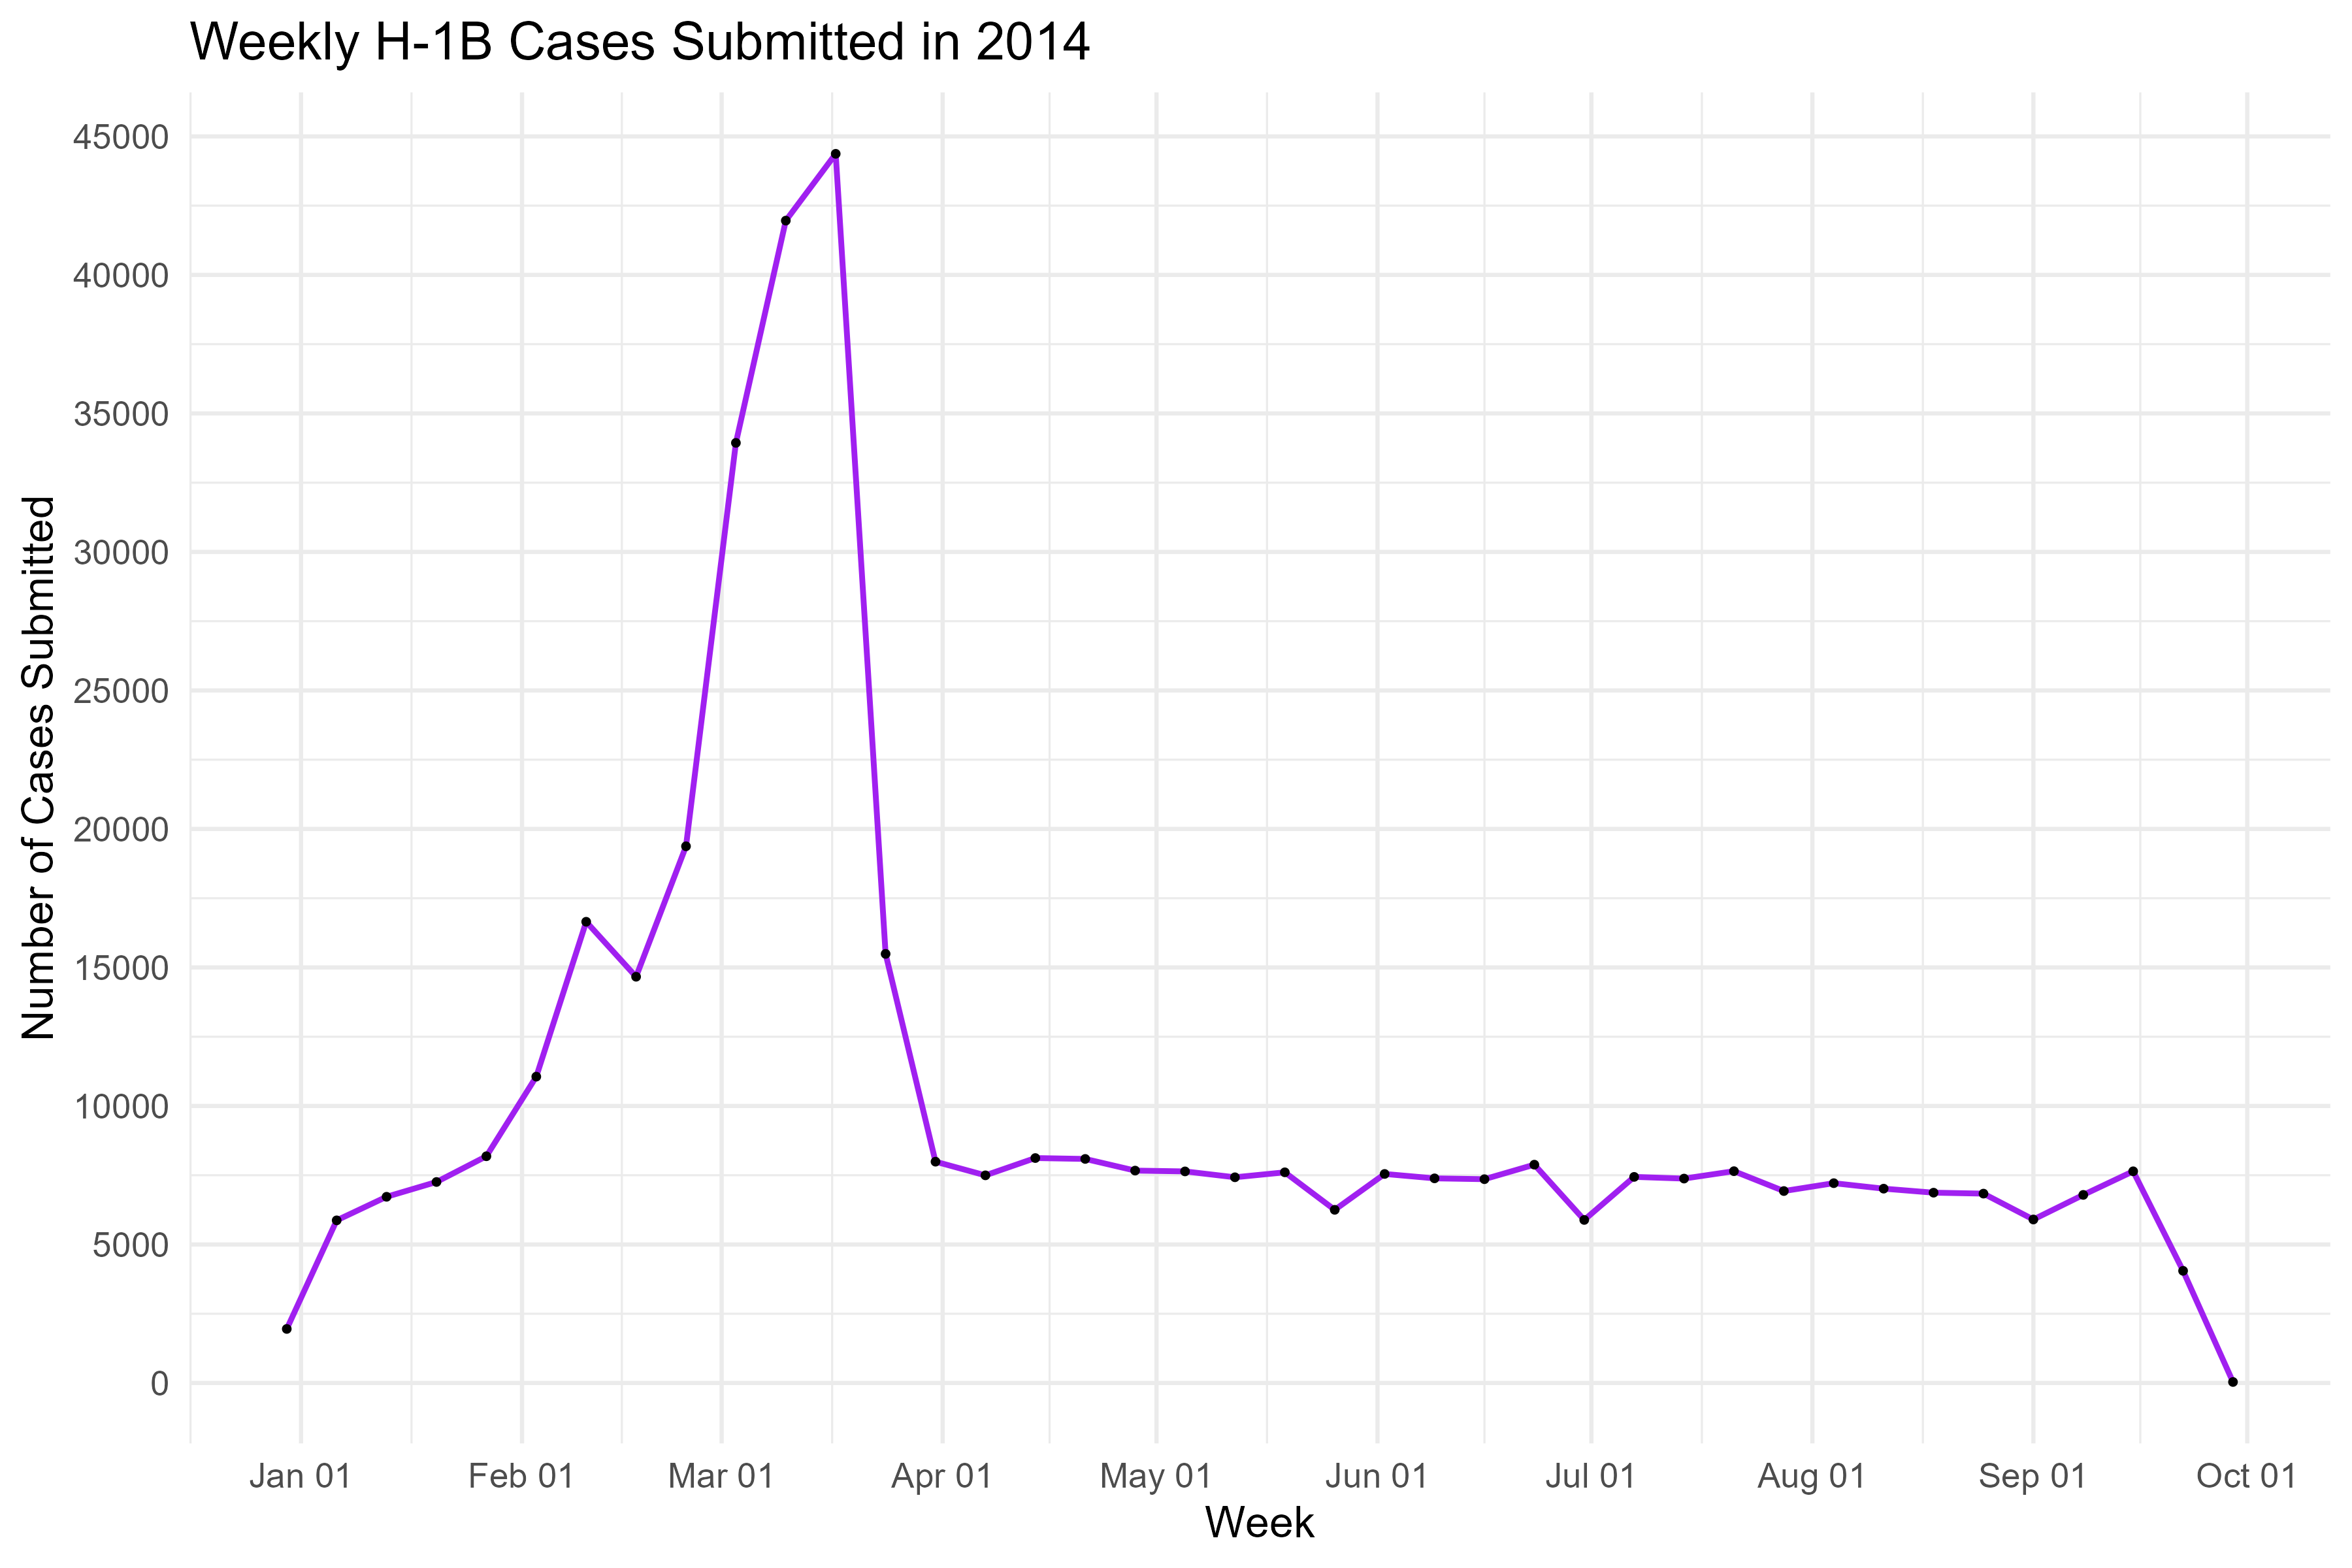 Weekly H-1B Cases Submitted in 2014
Number of Cases Submitted
45000
40000
35000
30000
25000
20000
15000
10000
5000
0
Jan 01 Feb 01 Mar 01 Apr 01 May 01 Jun 01 Jul 01 Aug 01 Sep 01 Oct 01
Week